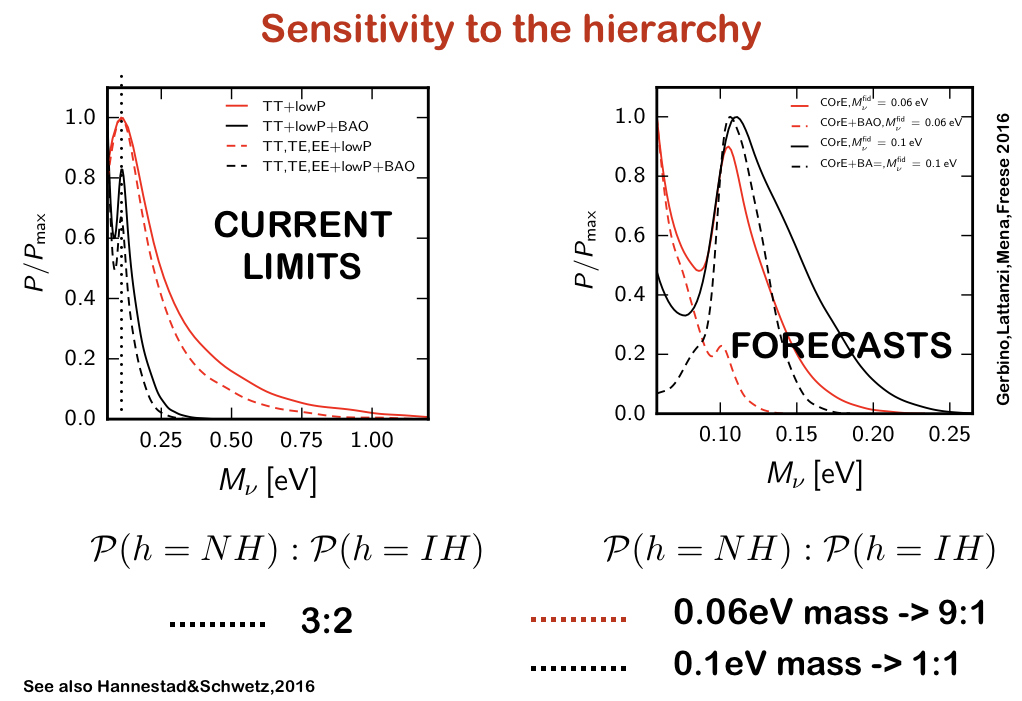 Sensitivity to the hierarchy
1.0
0.8
0.6
0.4
0.2
0.0
P/P_max
TT+lowP
TT+lowP+BAO
TT,TE,EE+lowP
TT,TE,EE+lowP+BAO
CURRENT
LIMITS
0.25 0.50 0.75 1.00
M_ν [eV]
1.0
0.8
0.6
0.4
0.2
0.0
P/P_max
COrE,M_ν^fid = 0.06 eV
COrE+BAO,M_ν^fid = 0.06 eV
COrE,M_ν^fid = 0.1 eV
COrE+BA=,M_ν^fid = 0.1 eV
FORECASTS
0.10 0.15 0.20 0.25
M_ν [eV]
Gerbino,Lattanzi,Mena,Freese 2016
𝒫(h = NH) : 𝒫(h = IH)
𝒫(h = NH) : 𝒫(h = IH)
3:2
0.06eV mass -> 9:1
0.1eV mass -> 1:1
See also Hannestad&Schwetz,2016